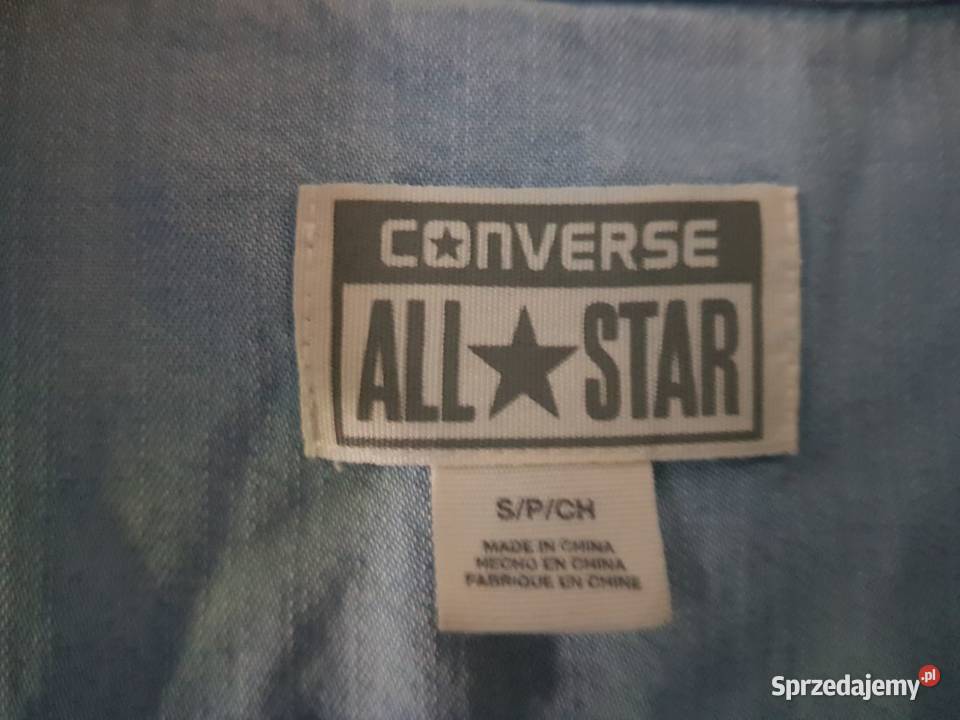 CONVERSE
ALL★STAR
S/P/CH
MADE IN CHINA
HECHO EN CHINA
FABRIQUE EN CHINE
Sprzedajemy.pl